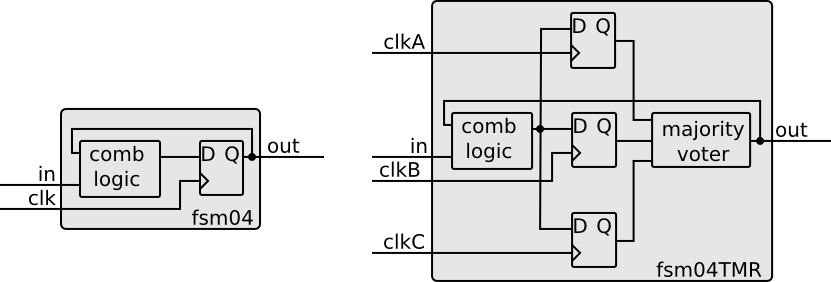 in
clk
comb
logic
D Q
out
fsm04
clkA
in
clkB
clkC
comb
logic
D Q
D Q
D Q
majority
voter
out
fsm04TMR